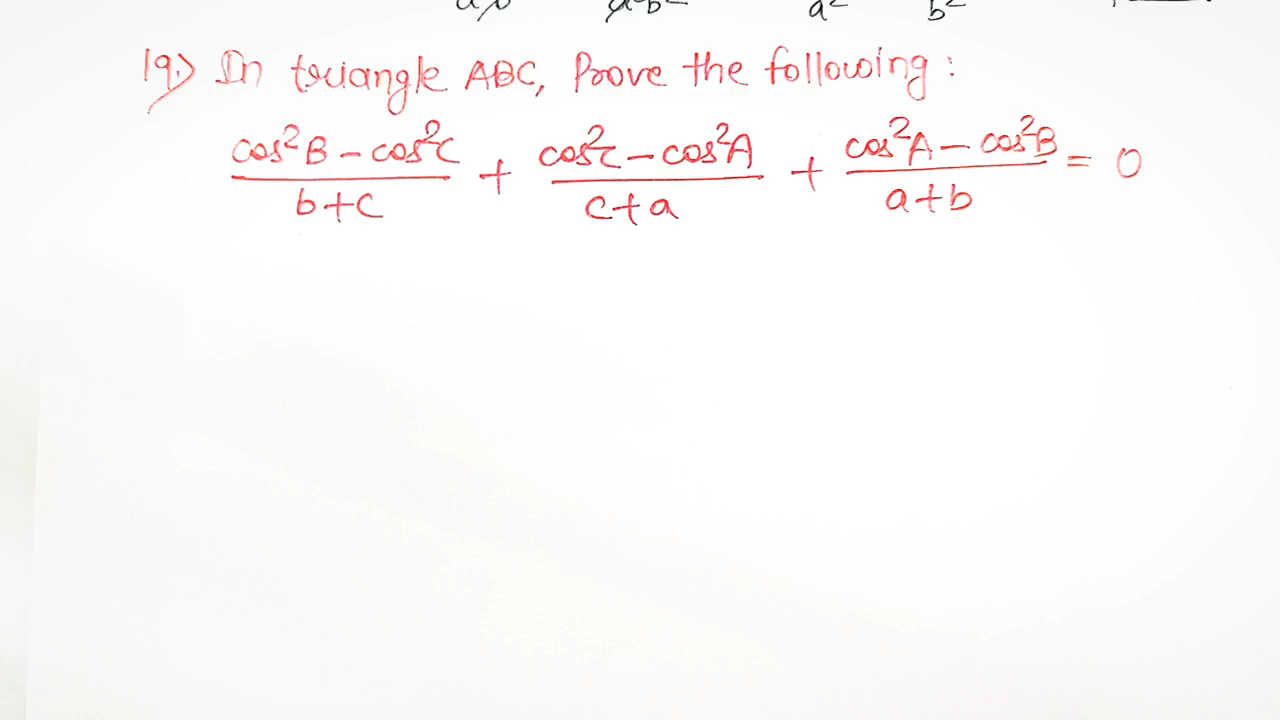 19.) In triangle ABC, Prove the following :
cos²B - cos²C / b+c + cos²C - cos²A / c+a + cos²A - cos²B / a+b = 0